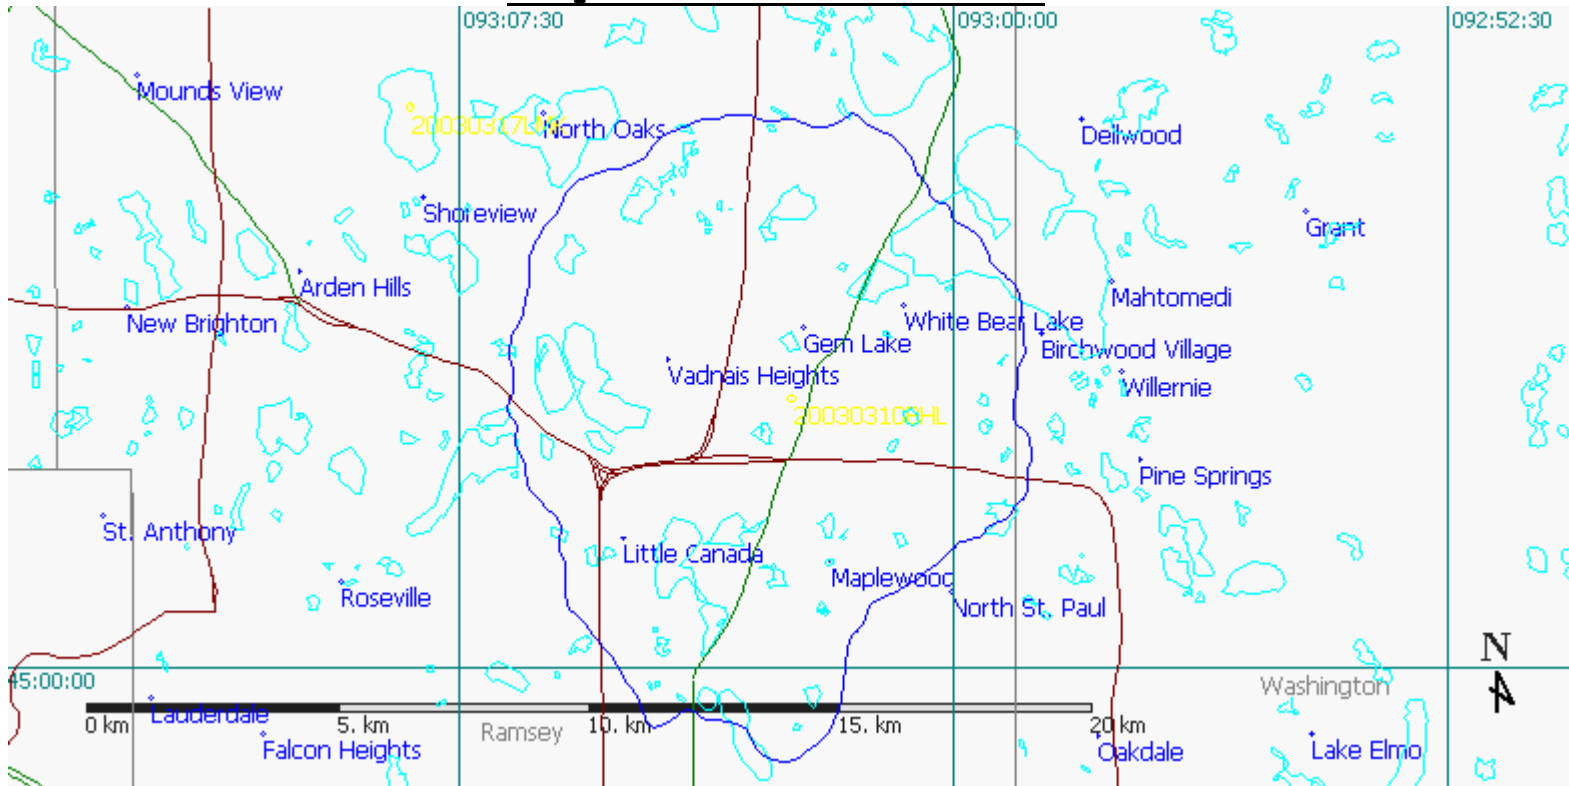 093:07:30
093:00:00
092:52:30
Mounds View
North Oaks
Dellwood
Shoreview
Grant
Arden Hills
Mahtomedi
New Brighton
White Bear Lake
Gem Lake
Birchwood Village
Vadnais Heights
Willernie
Pine Springs
St. Anthony
Little Canada
Maplewood
Roseville
North St. Paul
N
45:00:00
Washington
Lauderdale
0 km
5. km
Ramsey
10. km
15. km
20 km
Falcon Heights
Oakdale
Lake Elmo